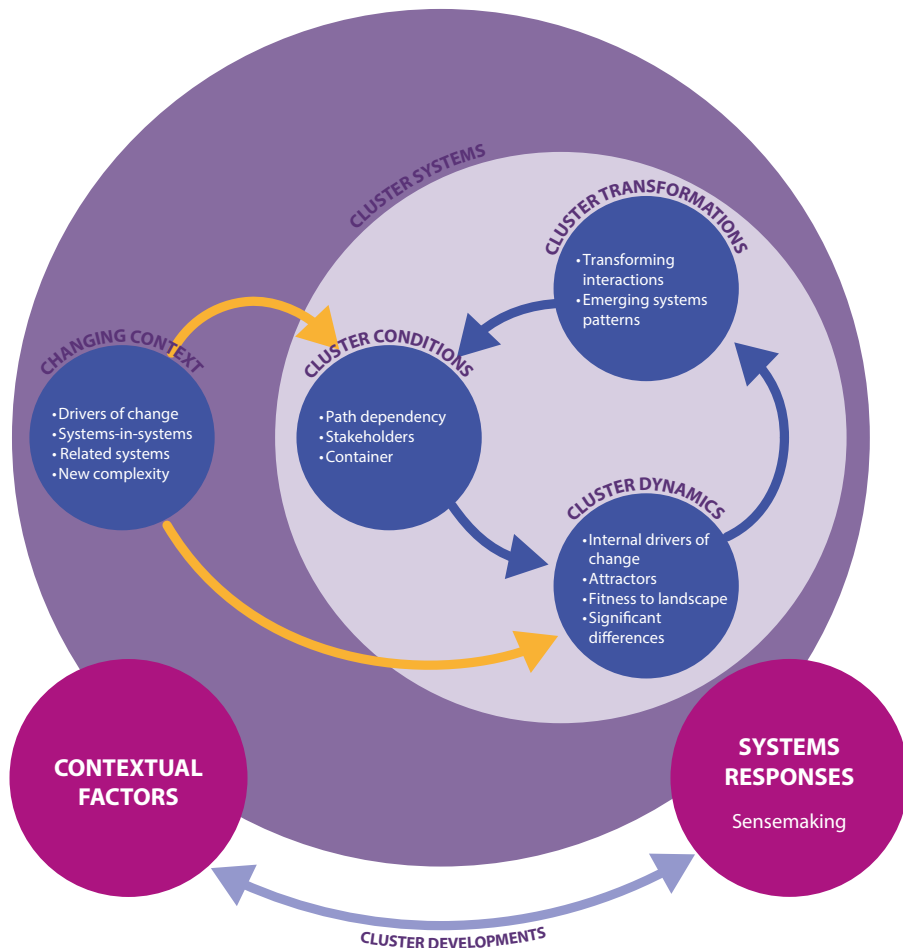 CLUSTER SYSTEMS
CLUSTER TRANSFORMATIONS
•Transforming
interactions
•Emerging systems
patterns
CHANGING CONTEXT
•Drivers of change
•Systems-in-systems
•Related systems
•New complexity
CLUSTER CONDITIONS
•Path dependency
•Stakeholders
•Container
CLUSTER DYNAMICS
•Internal drivers of
change
•Attractors
•Fitness to landscape
•Significant
differences
CONTEXTUAL
FACTORS
SYSTEMS
RESPONSES
Sensemaking
CLUSTER DEVELOPMENTS